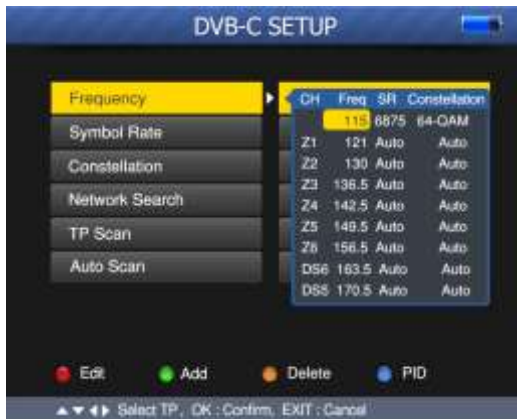 DVB-C SETUP
Frequency
Symbol Rate
Constellation
Network Search
TP Scan
Auto Scan
CH Freq SR Constellation
115 6875 64-QAM
Z1 121 Auto Auto
Z2 130 Auto Auto
Z3 136.5 Auto Auto
Z4 142.5 Auto Auto
Z5 149.5 Auto Auto
Z6 156.5 Auto Auto
DS6 163.5 Auto Auto
DS5 170.5 Auto Auto
Edit Add Delete PID
Select TP, OK : Confirm, EXIT : Cancel